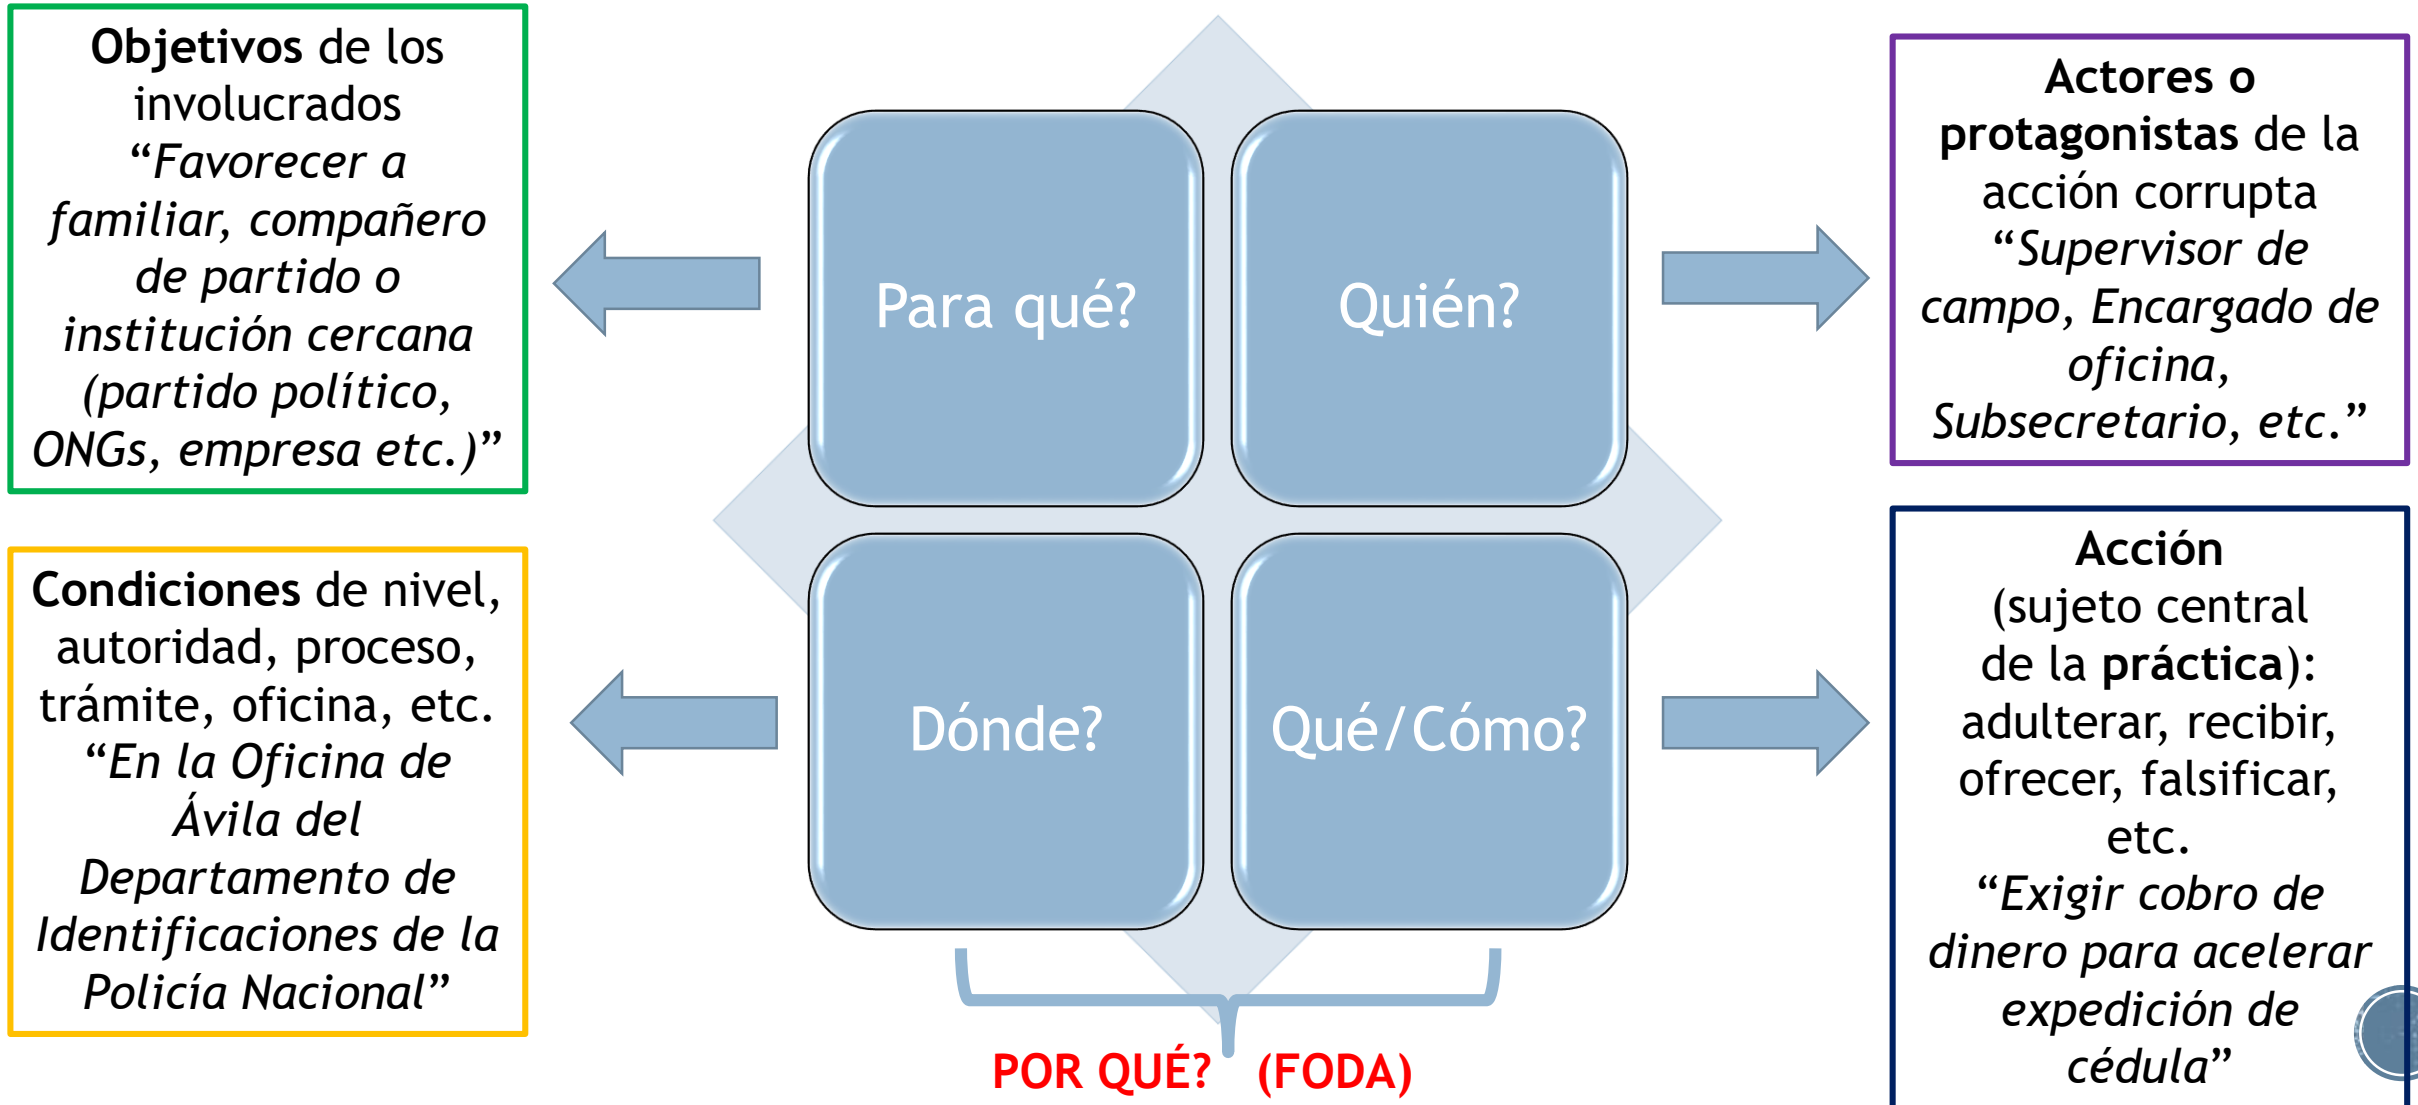 Objetivos de los
involucrados
“Favorecer a
familiar, compañero
de partido o
institución cercana
(partido político,
ONGs, empresa etc.)”
Para qué?
Quién?
Actores o
protagonistas de la
acción corrupta
“Supervisor de
campo, Encargado de
oficina,
Subsecretario, etc.”
Condiciones de nivel,
autoridad, proceso,
trámite, oficina, etc.
“En la Oficina de
Ávila del
Departamento de
Identificaciones de la
Policía Nacional”
Dónde?
Qué/Cómo?
Acción
(sujeto central
de la práctica):
adulterar, recibir,
ofrecer, falsificar,
etc.
“Exigir cobro de
dinero para acelerar
expedición de
cédula”
POR QUÉ? (FODA)